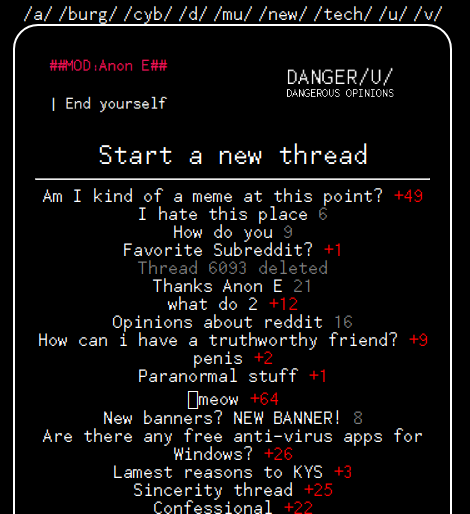 /a/ /burg/ /cyb/ /d/ /mu/ /new/ /tech/ /u/ /v/
##MOD:Anon E##
DANGER/U/
DANGEROUS OPINIONS
| End yourself
Start a new thread
Am I kind of a meme at this point? +49
I hate this place 6
How do you 9
Favorite Subreddit? +1
Thread 6093 deleted
Thanks Anon E 21
what do 2 +12
Opinions about reddit 16
How can i have a truthworthy friend? +9
penis +2
Paranormal stuff +1
meow +64
New banners? NEW BANNER! 8
Are there any free anti-virus apps for
Windows? +26
Lamest reasons to KYS +3
Sincerity thread +25
Confessional +22